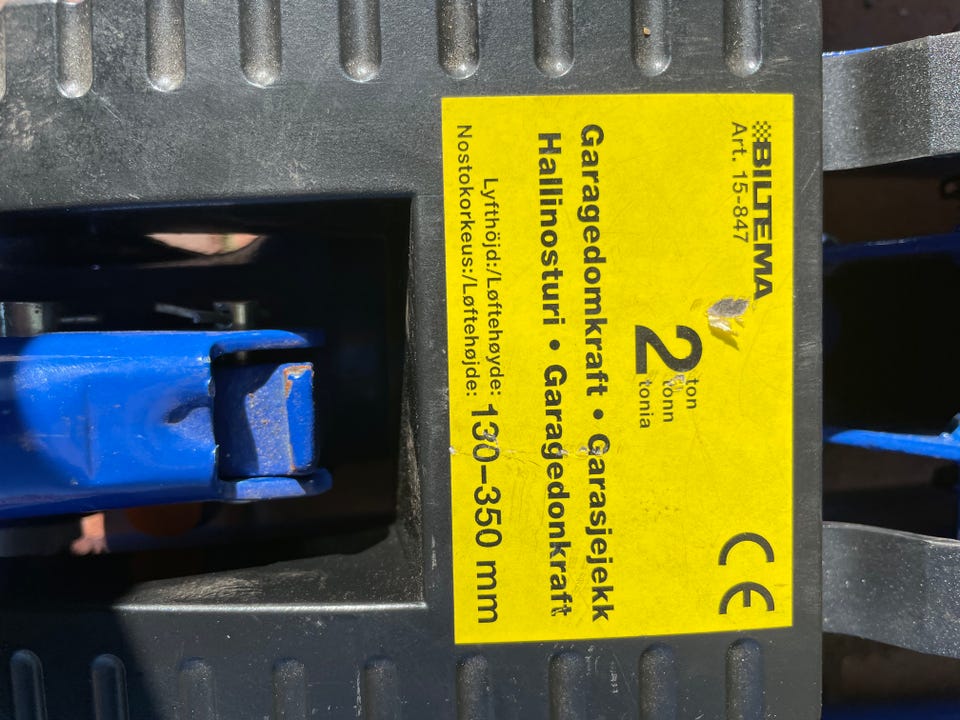 BILTEMA
Art. 15-847
CE
2 ton
tonn
tonia
Garagedomkraft • Garasjejekk
Hallinosturi • Garagedonkraft
Lyfthöjd:/Løftehøyde:
Nostokorkeus:/Løftehøjde: 130–350 mm